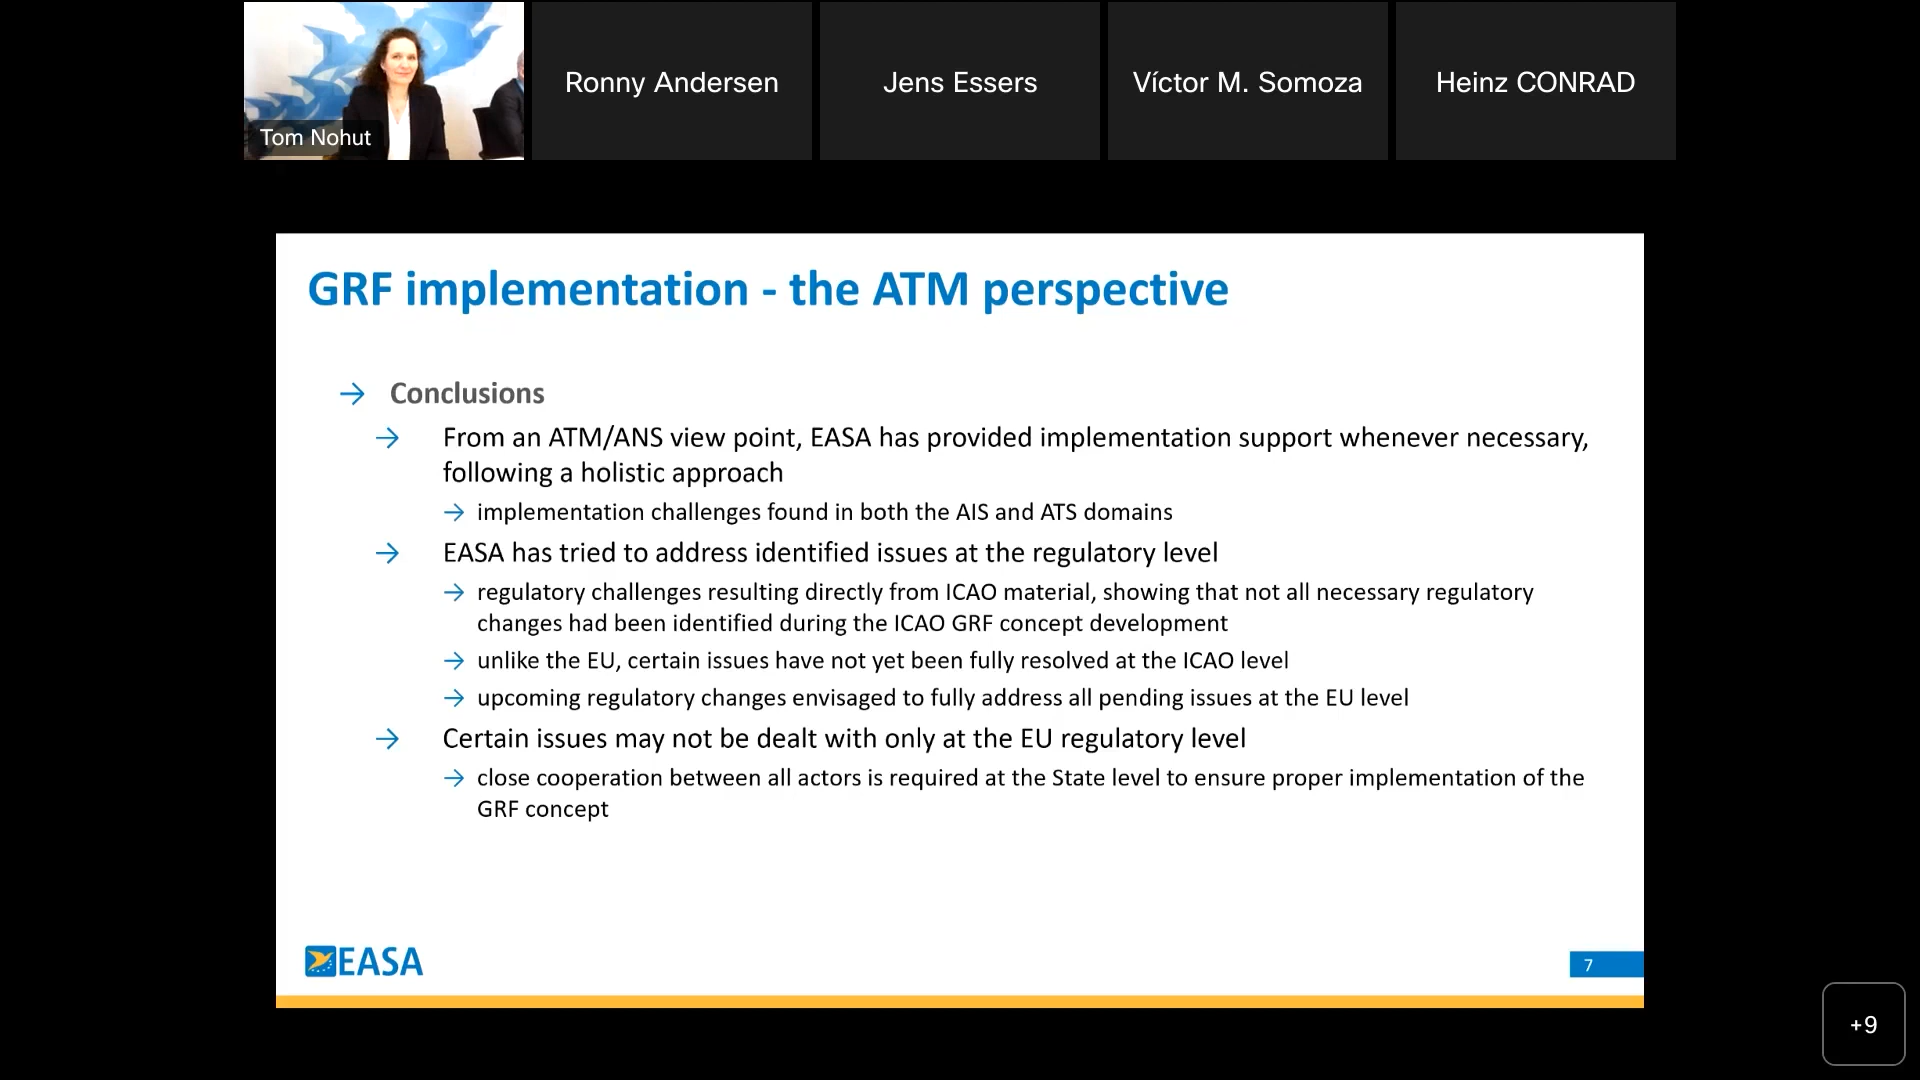 Tom Nohut
Ronny Andersen
Jens Essers
Víctor M. Somoza
Heinz CONRAD
GRF implementation - the ATM perspective
→ Conclusions
→ From an ATM/ANS view point, EASA has provided implementation support whenever necessary,
following a holistic approach
→ implementation challenges found in both the AIS and ATS domains
→ EASA has tried to address identified issues at the regulatory level
→ regulatory challenges resulting directly from ICAO material, showing that not all necessary regulatory
changes had been identified during the ICAO GRF concept development
→ unlike the EU, certain issues have not yet been fully resolved at the ICAO level
→ upcoming regulatory changes envisaged to fully address all pending issues at the EU level
→ Certain issues may not be dealt with only at the EU regulatory level
→ close cooperation between all actors is required at the State level to ensure proper implementation of the
GRF concept
EASA
7
+9